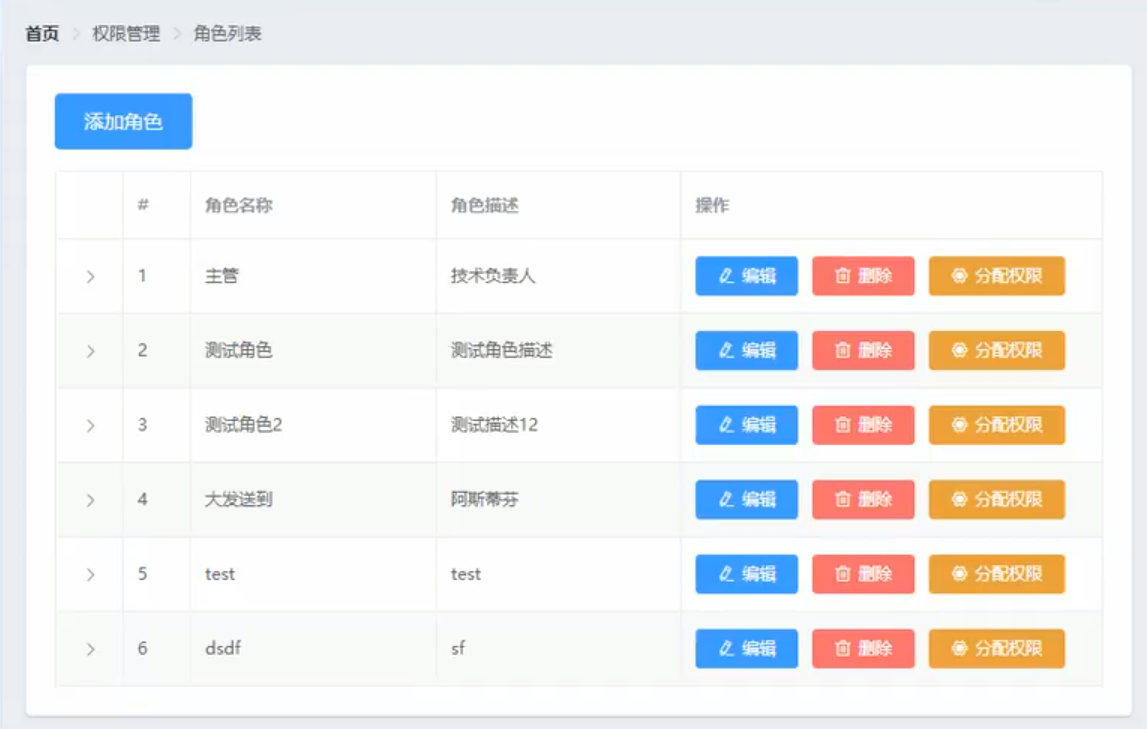 首页 > 权限管理 > 角色列表
添加角色
# 角色名称 角色描述 操作
1 主管 技术负责人 编辑 删除 分配权限
2 测试角色 测试角色描述 编辑 删除 分配权限
3 测试角色2 测试描述12 编辑 删除 分配权限
4 大发送到 阿斯蒂芬 编辑 删除 分配权限
5 test test 编辑 删除 分配权限
6 dsdf sf 编辑 删除 分配权限